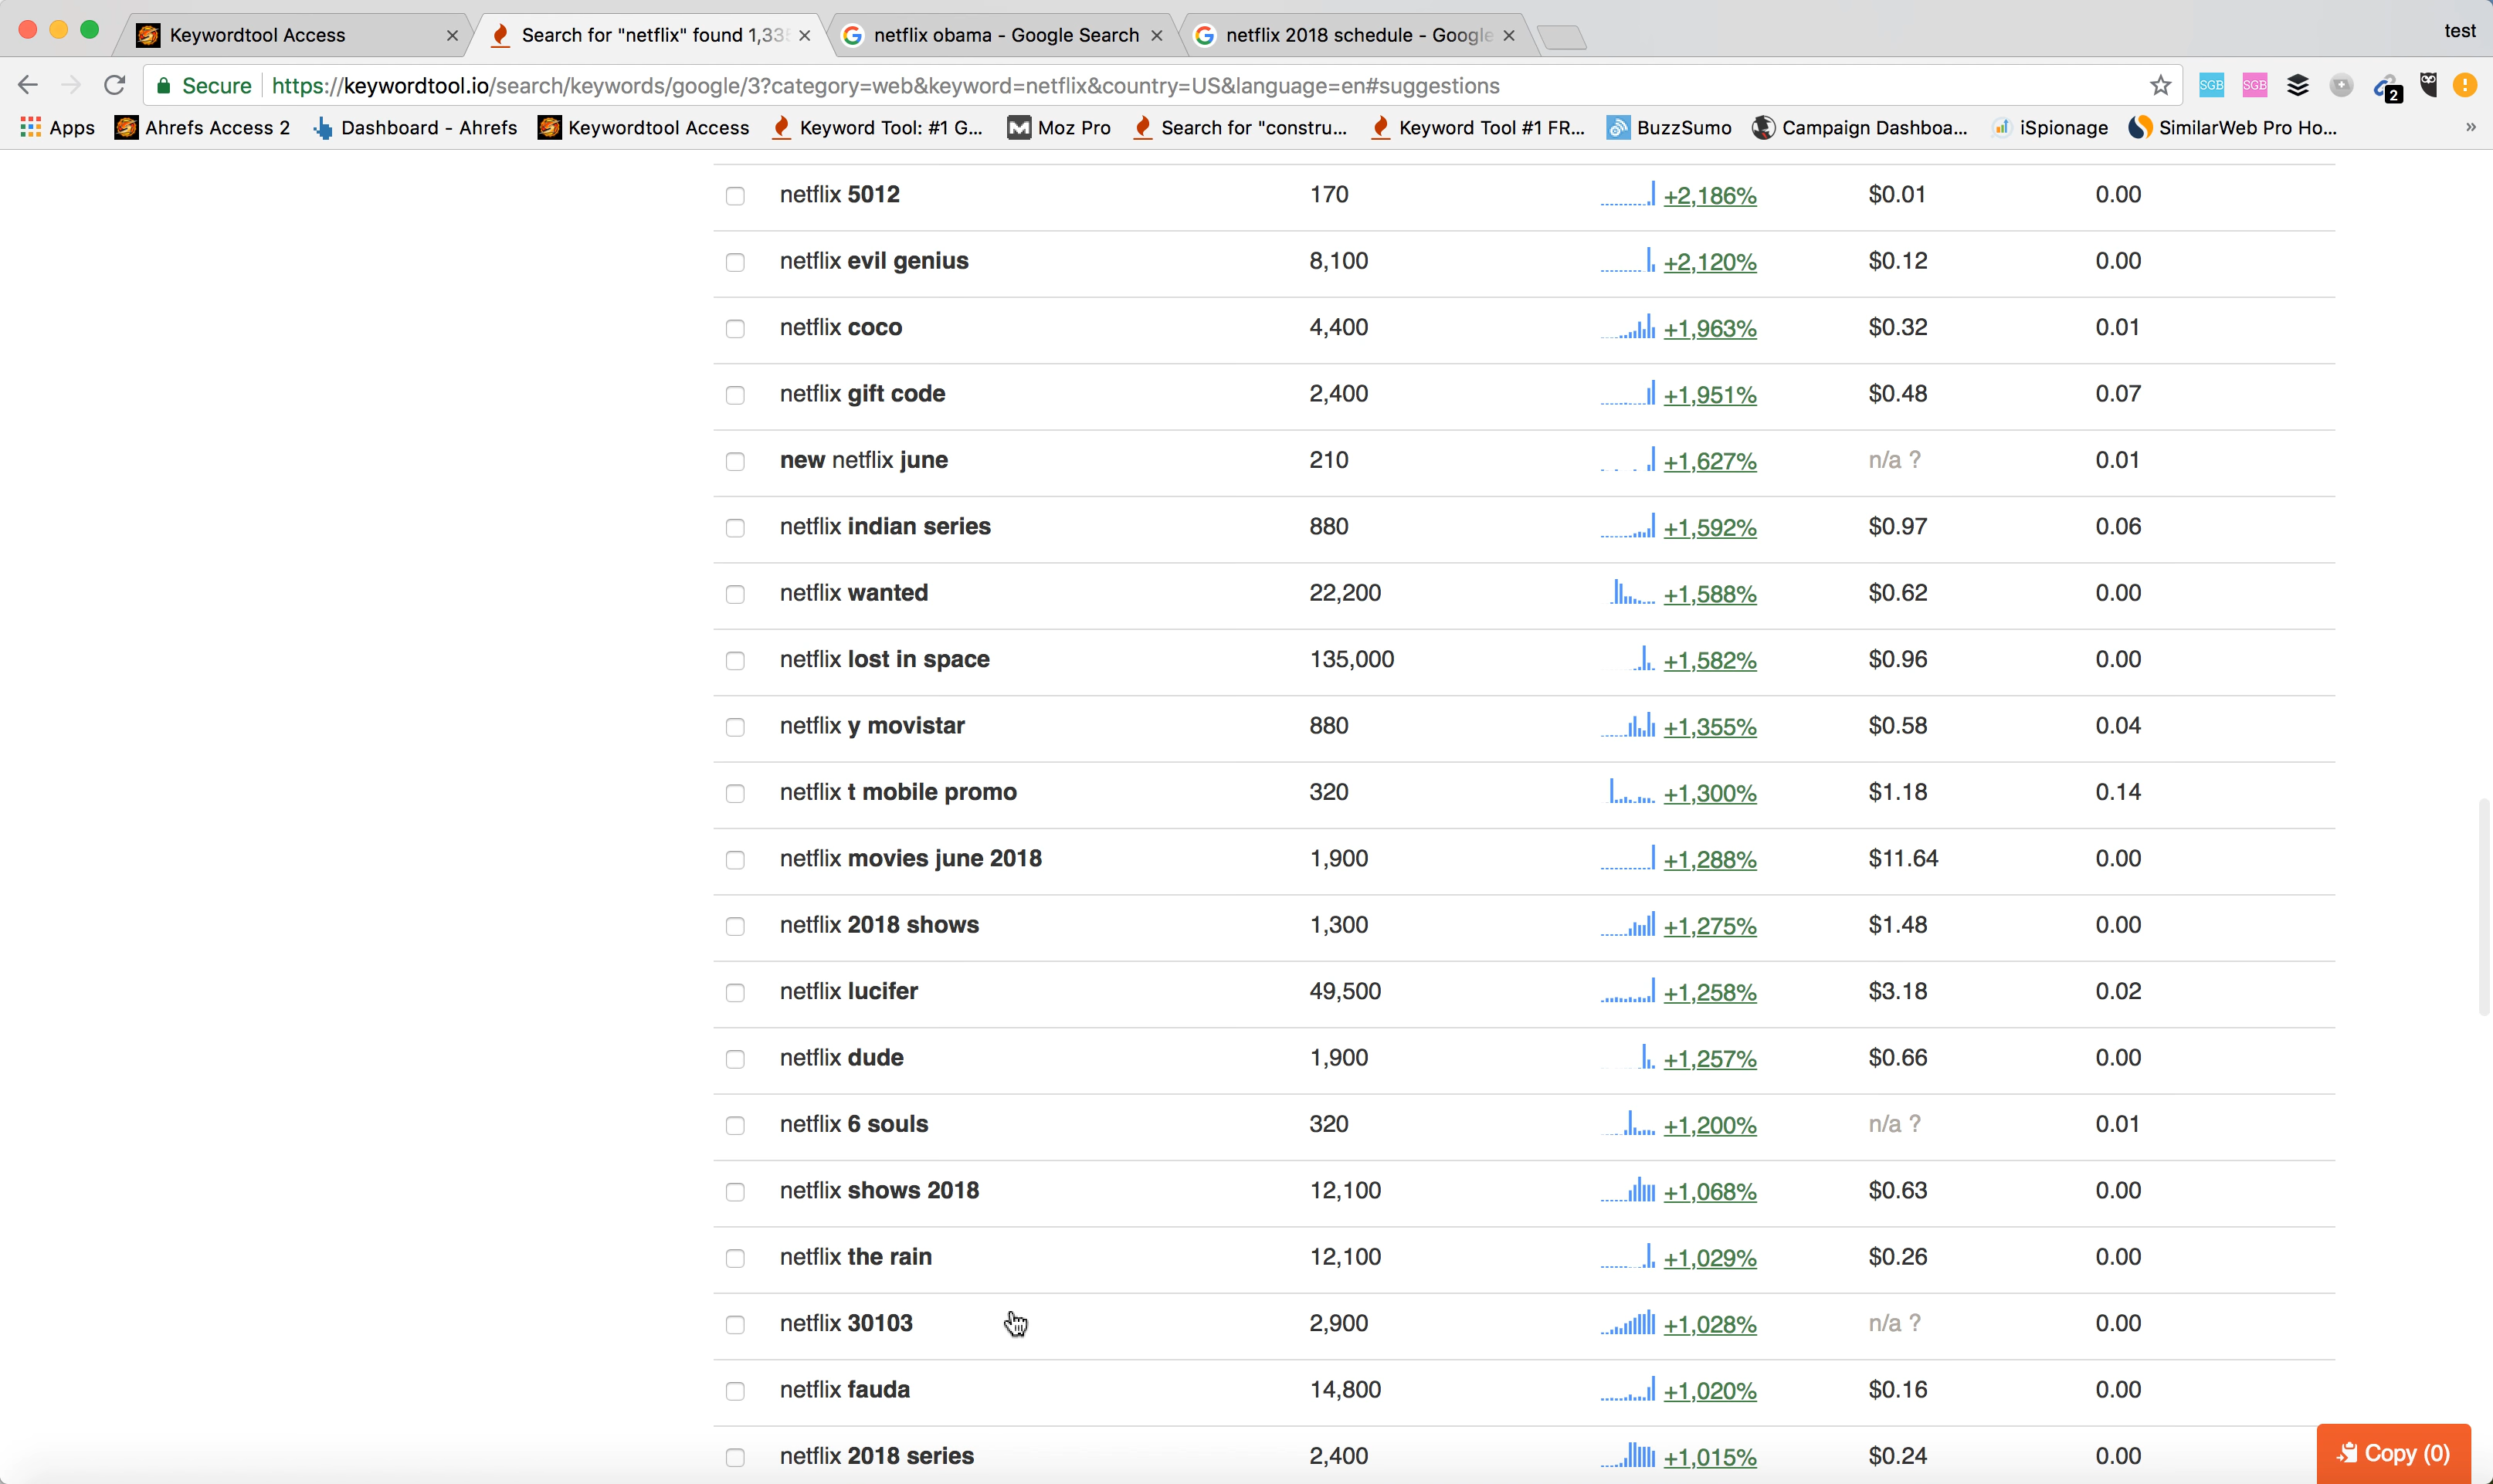 Keywordtool Access
Search for "netflix" found 1,335
netflix obama - Google Search
netflix 2018 schedule - Google
test
Secure https://keywordtool.io/search/keywords/google/3?category=web&keyword=netflix&country=US&language=en#suggestions
SGB SGB 2
Apps Ahrefs Access 2 Dashboard - Ahrefs Keywordtool Access Keyword Tool: #1 G... Moz Pro Search for "constru... Keyword Tool #1 FR... BuzzSumo Campaign Dashboa... iSpionage SimilarWeb Pro Ho... »
netflix 5012 170 +2,186% $0.01 0.00
netflix evil genius 8,100 +2,120% $0.12 0.00
netflix coco 4,400 +1,963% $0.32 0.01
netflix gift code 2,400 +1,951% $0.48 0.07
new netflix june 210 +1,627% n/a ? 0.01
netflix indian series 880 +1,592% $0.97 0.06
netflix wanted 22,200 +1,588% $0.62 0.00
netflix lost in space 135,000 +1,582% $0.96 0.00
netflix y movistar 880 +1,355% $0.58 0.04
netflix t mobile promo 320 +1,300% $1.18 0.14
netflix movies june 2018 1,900 +1,288% $11.64 0.00
netflix 2018 shows 1,300 +1,275% $1.48 0.00
netflix lucifer 49,500 +1,258% $3.18 0.02
netflix dude 1,900 +1,257% $0.66 0.00
netflix 6 souls 320 +1,200% n/a ? 0.01
netflix shows 2018 12,100 +1,068% $0.63 0.00
netflix the rain 12,100 +1,029% $0.26 0.00
netflix 30103 2,900 +1,028% n/a ? 0.00
netflix fauda 14,800 +1,020% $0.16 0.00
netflix 2018 series 2,400 +1,015% $0.24 0.00
Copy (0)